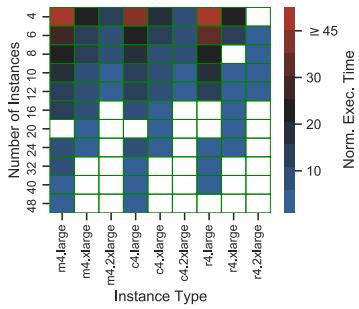 Number of Instances
4
6
8
10
12
16
20
24
32
40
48
m4.large
m4.xlarge
m4.2xlarge
c4.large
c4.xlarge
c4.2xlarge
r4.large
r4.xlarge
r4.2xlarge
Instance Type
≥ 45
30
20
10
Norm. Exec. Time